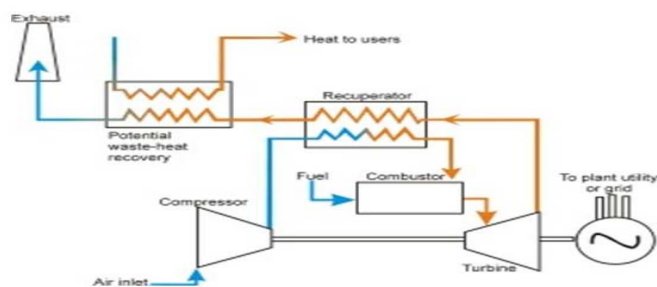 Exhaust
Heat to users
Recuperator
Potential
waste-heat
recovery
Fuel
Combustor
To plant utility
or grid
Compressor
Turbine
Air inlet